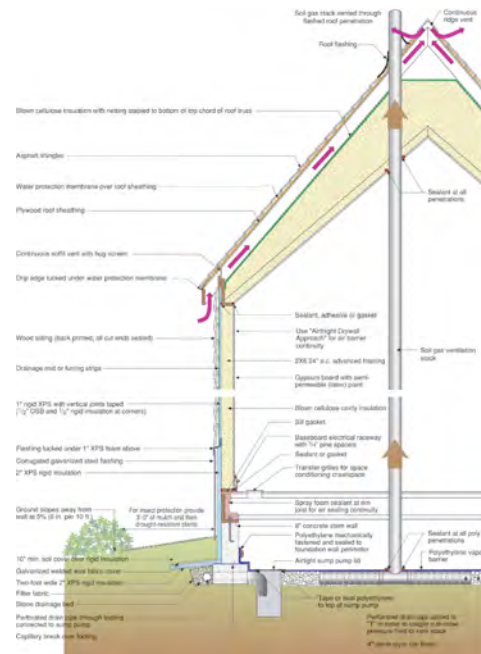 Soil gas stack vented through
flashed roof penetration
Continuous
ridge vent
Roof flashing
Blown cellulose insulation with netting stapled to bottom of top chord of roof truss
Asphalt shingles
Water protection membrane over roof sheathing
Plywood roof sheathing
Sealant at all
penetrations
Continuous soffit vent with bug screen
Drip edge tucked under water protection membrane
Sealant, adhesive or gasket
Use "Airtight Drywall
Approach" for air barrier
continuity
Wood siding (back primed, all cut ends sealed)
2X6 24" o.c. advanced framing
Soil gas ventilation
stack
Drainage mat or furring strips
Gypsum board with semi-
permeable (latex) paint
1" rigid XPS with vertical joints taped
(1/2" OSB and 1/2" rigid insulation at corners)
Blown cellulose cavity insulation
Sill gasket
Flashing tucked under 1" XPS foam above
Baseboard electrical raceway
with 3/4" pine spacers
Corrugated galvanized steel flashing
Sealant or gasket
2" XPS rigid insulation
Transfer grilles for space
conditioning crawlspace
Ground slopes away from
wall at 5% (6 in. per 10 ft.)
For insect protection provide
3'-0" of mulch and then
drought-resistant plants
Spray foam sealant at rim
joist for air sealing continuity
8" concrete stem wall
10" min. soil cover over rigid insulation
Polyethylene mechanically
fastened and sealed to
foundation wall perimeter
Sealant at all poly
penetrations
Galvanized welded wire fabric cover
Polyethylene vapor
barrier
Two-foot wide 2" XPS rigid insulation
Airtight sump pump lid
Filter fabric
Stone drainage bed
Tape or seal polyethylene
to top of sump pump
Perforated drain pipe through footing
connected to sump pump
Capillary break over footing